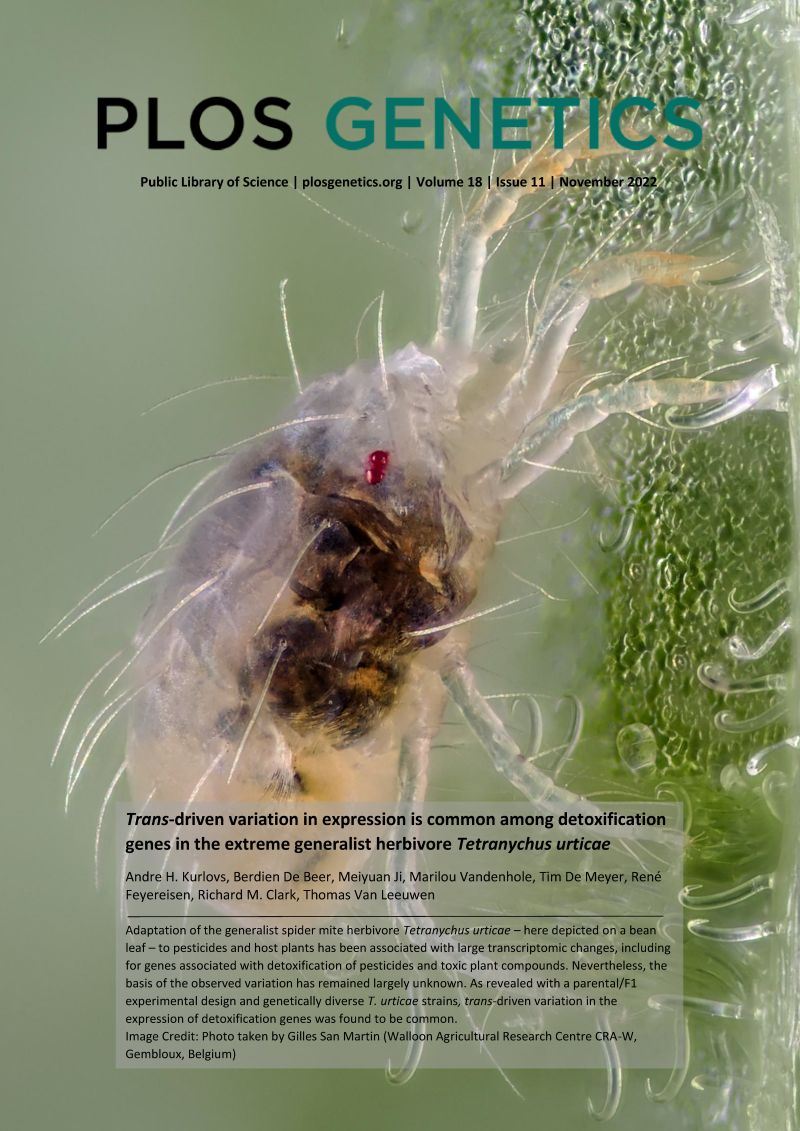 PLOS GENETICS
Public Library of Science | plosgenetics.org | Volume 18 | Issue 11 | November 2022
Trans-driven variation in expression is common among detoxification
genes in the extreme generalist herbivore Tetranychus urticae
Andre H. Kurlovs, Berdien De Beer, Meiyuan Ji, Marilou Vandenhole, Tim De Meyer, René
Feyereisen, Richard M. Clark, Thomas Van Leeuwen
Adaptation of the generalist spider mite herbivore Tetranychus urticae – here depicted on a bean
leaf – to pesticides and host plants has been associated with large transcriptomic changes, including
for genes associated with detoxification of pesticides and toxic plant compounds. Nevertheless, the
basis of the observed variation has remained largely unknown. As revealed with a parental/F1
experimental design and genetically diverse T. urticae strains, trans-driven variation in the
expression of detoxification genes was found to be common.
Image Credit: Photo taken by Gilles San Martin (Walloon Agricultural Research Centre CRA-W,
Gembloux, Belgium)